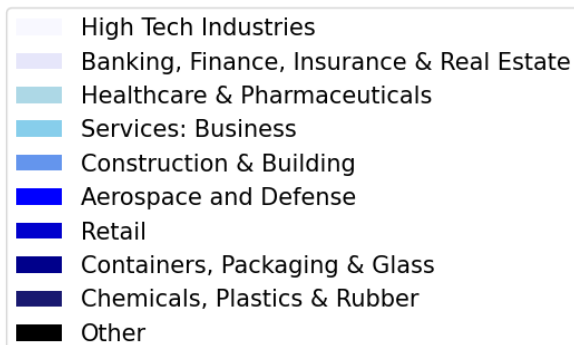 High Tech Industries
Banking, Finance, Insurance & Real Estate
Healthcare & Pharmaceuticals
Services: Business
Construction & Building
Aerospace and Defense
Retail
Containers, Packaging & Glass
Chemicals, Plastics & Rubber
Other